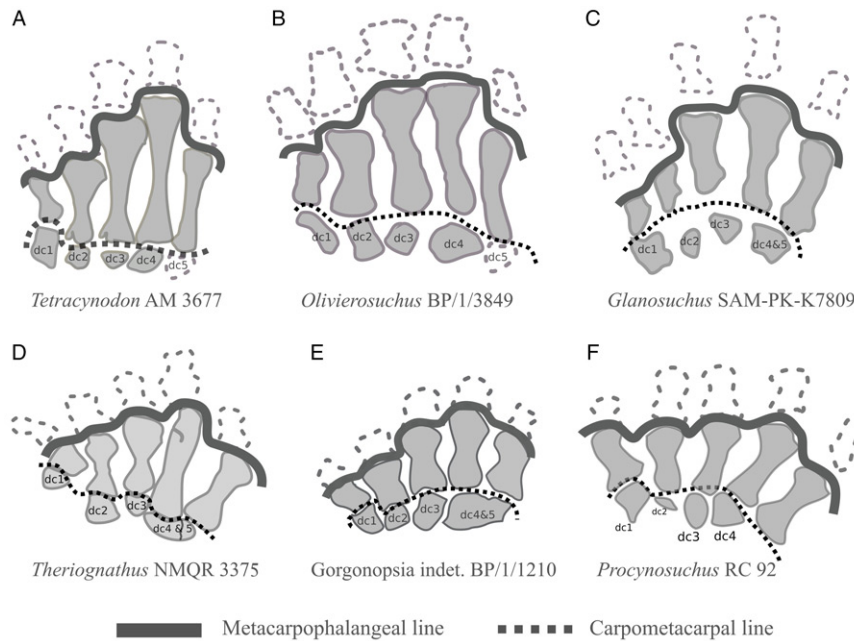 A
B
C
dc1
dc2
dc3
dc4
dc5
dc1
dc2
dc3
dc4
dc5
dc1
dc2
dc3
dc4&5
Tetracynodon AM 3677
Olivierosuchus BP/1/3849
Glanosuchus SAM-PK-K7809
D
E
F
dc1
dc2
dc3
dc4 & 5
dc1
dc2
dc3
dc4&5
dc1
dc2
dc3
dc4
Theriognathus NMQR 3375
Gorgonopsia indet. BP/1/1210
Procynosuchus RC 92
Metacarpophalangeal line
Carpometacarpal line